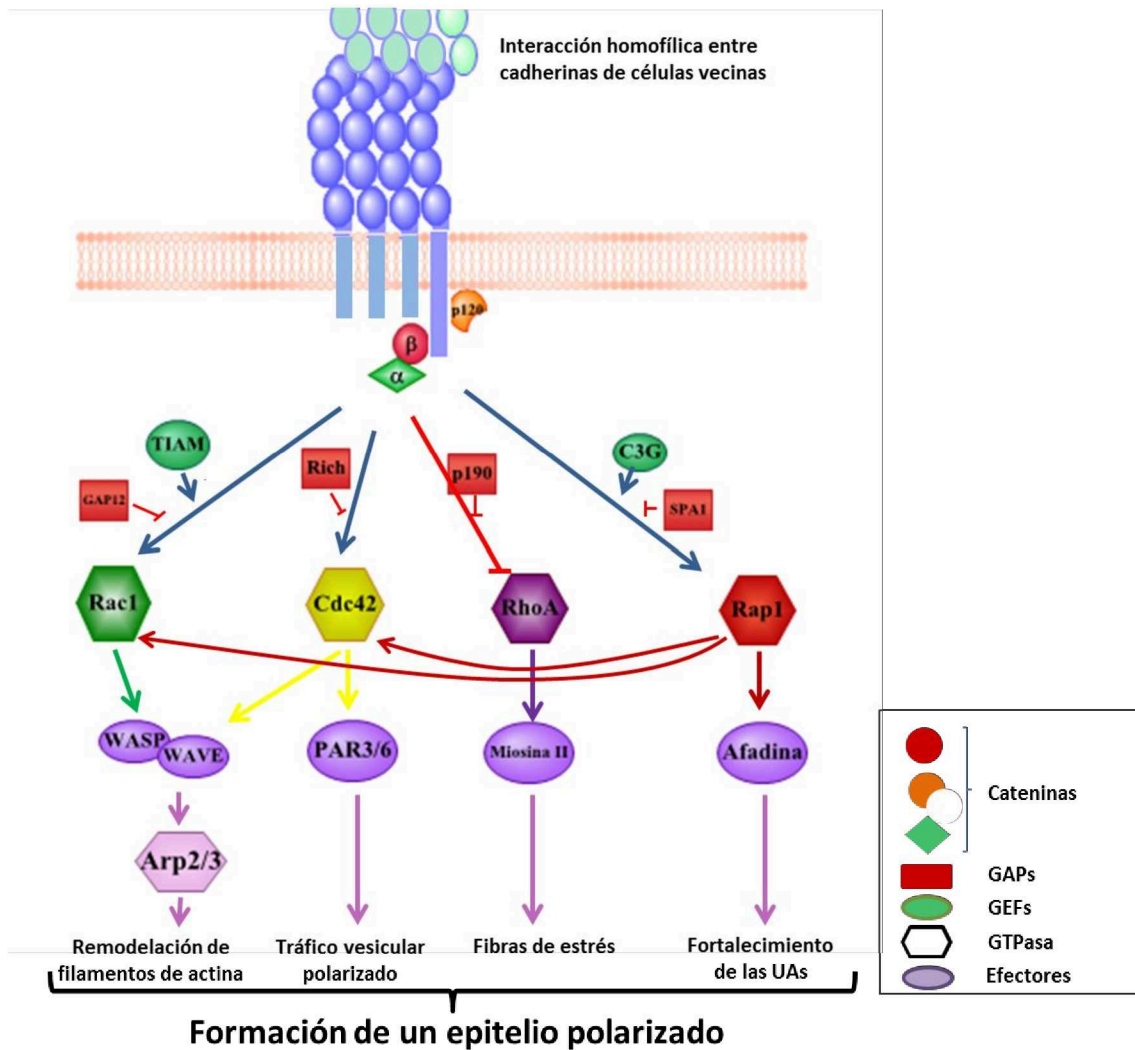 Interacción homofílica entre
cadherinas de células vecinas
p120
β
α
TIAM
C3G
Rich
p190
GAP12
SPA1
Rac1
Cdc42
RhoA
Rap1
WASP
WAVE
PAR3/6
Miosina II
Afadina
Arp2/3
Remodelación de
filamentos de actina
Tráfico vesicular
polarizado
Fibras de estrés
Fortalecimiento
de las UAs
Formación de un epitelio polarizado
Cateninas
GAPs
GEFs
GTPasa
Efectores